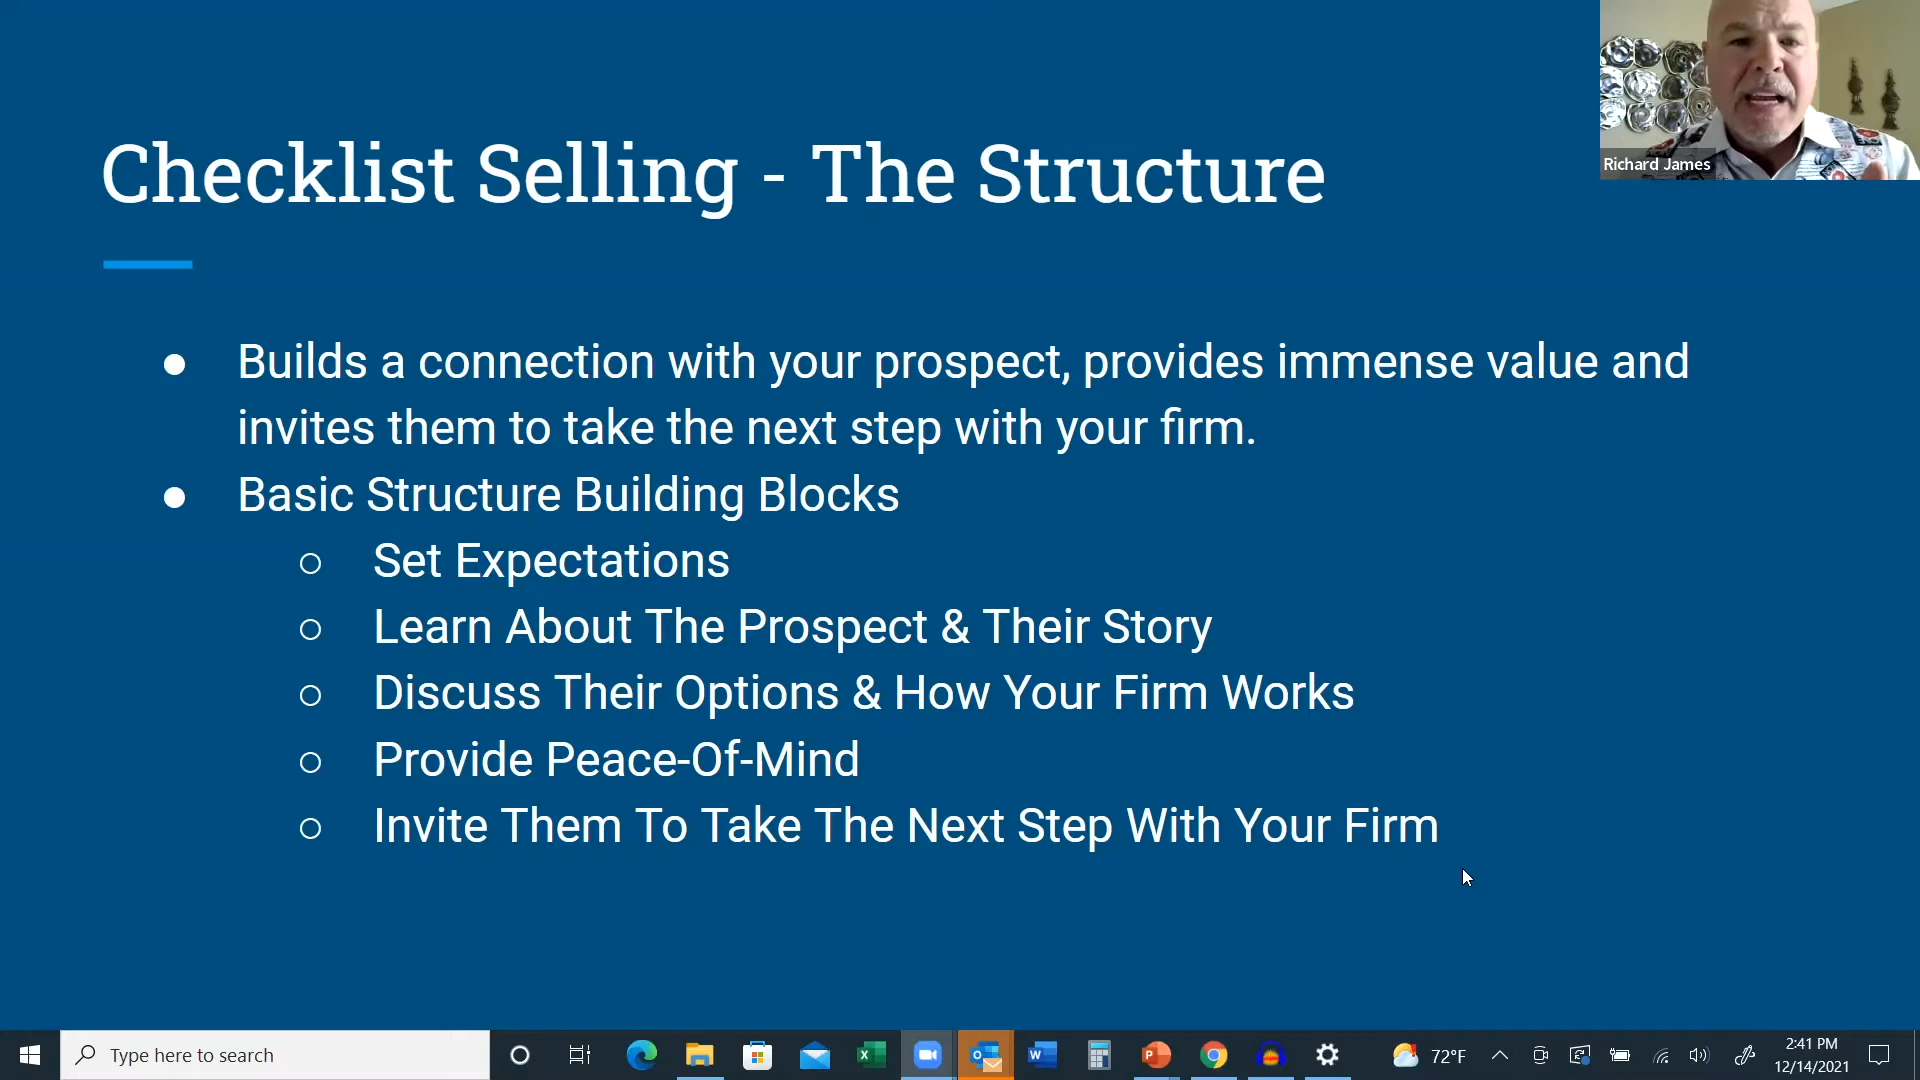 Checklist Selling - The Structure
Richard James
● Builds a connection with your prospect, provides immense value and
invites them to take the next step with your firm.
● Basic Structure Building Blocks
○ Set Expectations
○ Learn About The Prospect & Their Story
○ Discuss Their Options & How Your Firm Works
○ Provide Peace-Of-Mind
○ Invite Them To Take The Next Step With Your Firm
Type here to search
72°F
2:41 PM
12/14/2021